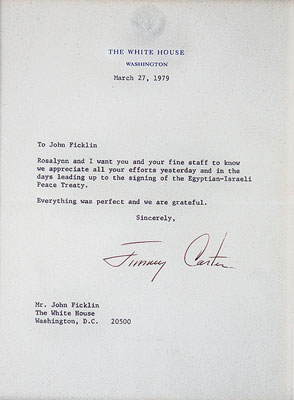 THE WHITE HOUSE
WASHINGTON
March 27, 1979
To John Ficklin
Rosalynn and I want you and your fine staff to know
we appreciate all your efforts yesterday and in the
days leading up to the signing of the Egyptian-Israeli
Peace Treaty.
Everything was perfect and we are grateful.
Sincerely,
Jimmy Carter
Mr. John Ficklin
The White House
Washington, D.C. 20500